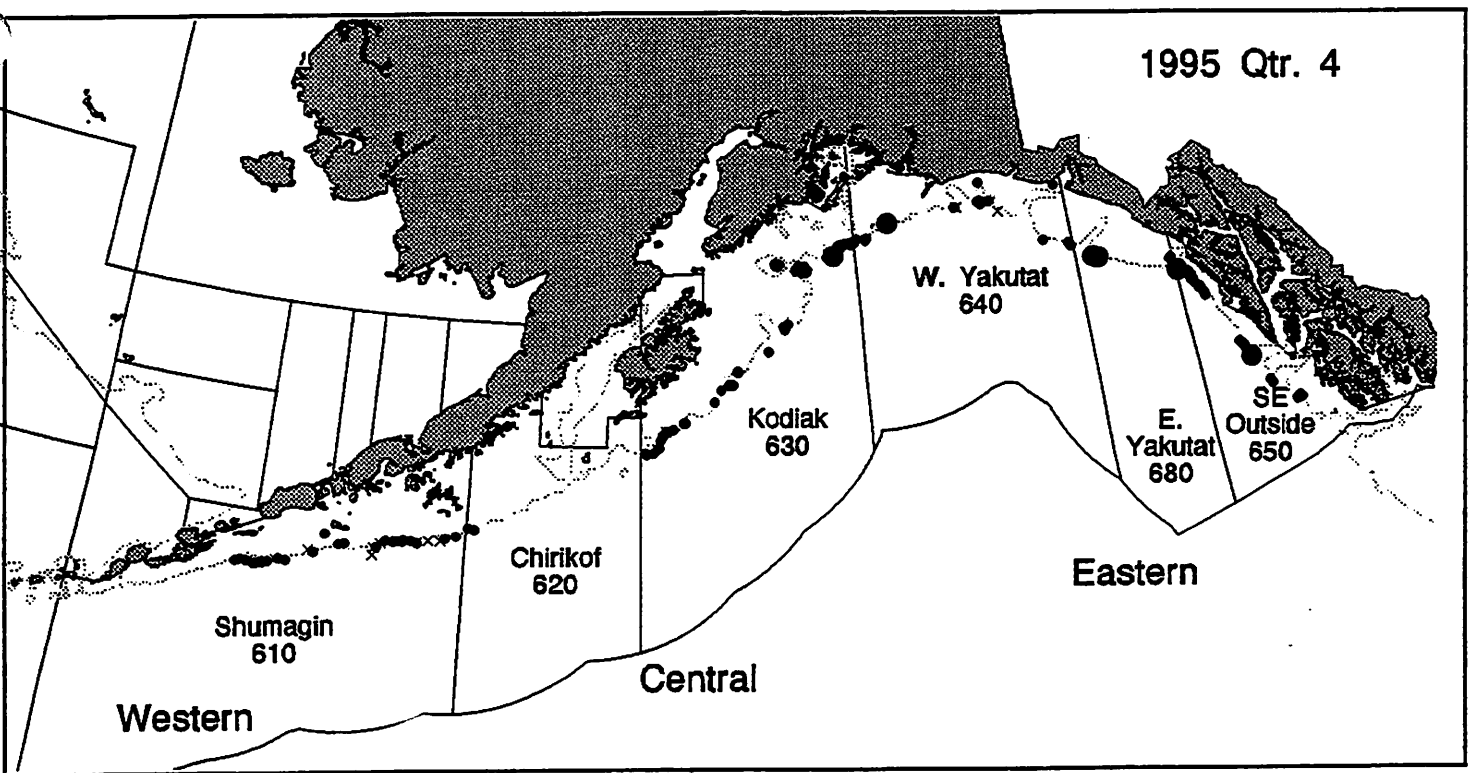 1995 Qtr. 4
W. Yakutat
640
Kodiak
630
E.
Yakutat
680
SE
Outside
650
Chirikof
620
Eastern
Shumagin
610
Central
Western